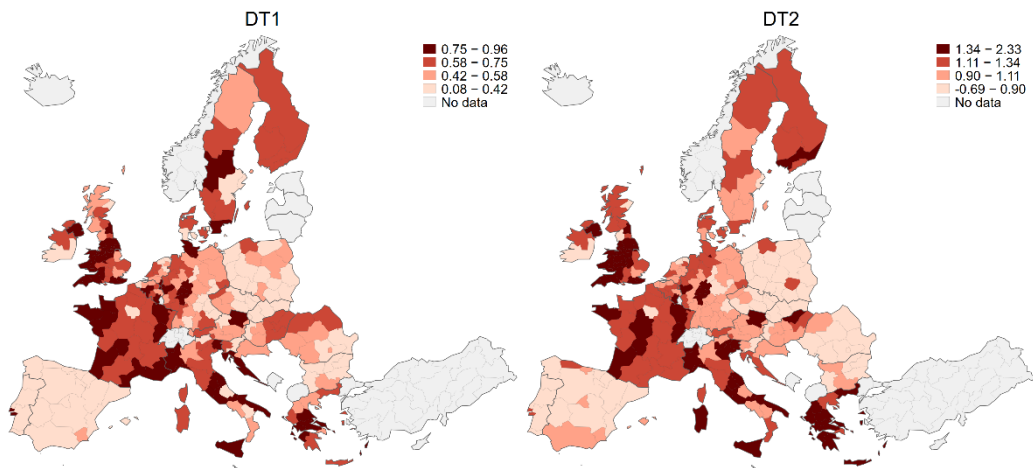 DT1
0.75 − 0.96
0.58 − 0.75
0.42 − 0.58
0.08 − 0.42
No data
DT2
1.34 − 2.33
1.11 − 1.34
0.90 − 1.11
-0.69 − 0.90
No data